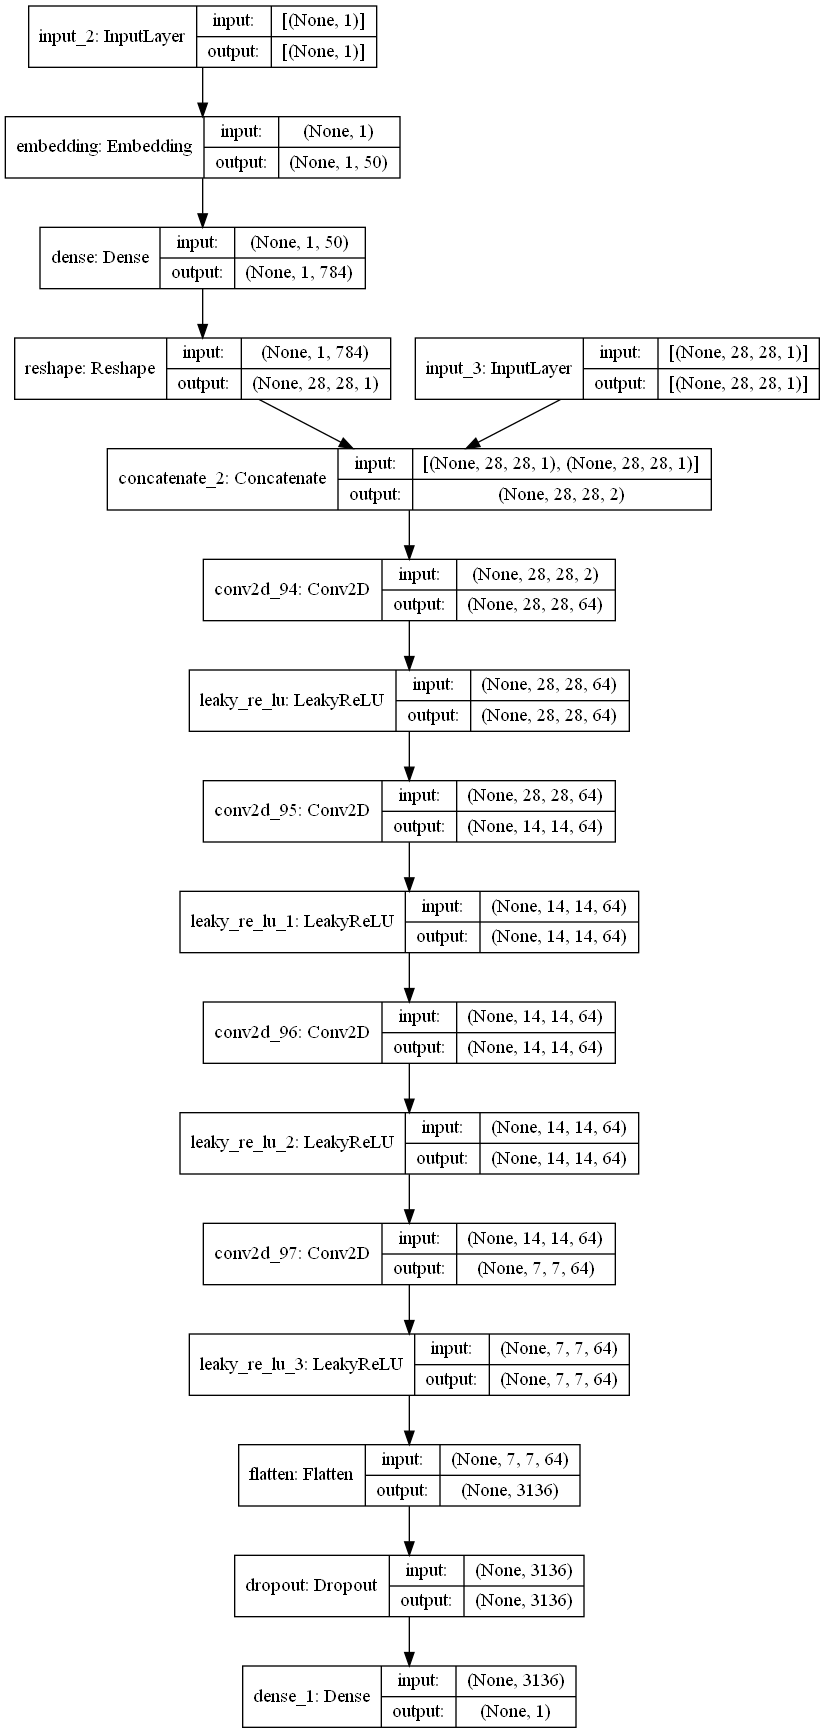 input_2: InputLayer
input: [(None, 1)]
output: [(None, 1)]
embedding: Embedding
input: (None, 1)
output: (None, 1, 50)
dense: Dense
input: (None, 1, 50)
output: (None, 1, 784)
reshape: Reshape
input: (None, 1, 784)
output: (None, 28, 28, 1)
input_3: InputLayer
input: [(None, 28, 28, 1)]
output: [(None, 28, 28, 1)]
concatenate_2: Concatenate
input: [(None, 28, 28, 1), (None, 28, 28, 1)]
output: (None, 28, 28, 2)
conv2d_94: Conv2D
input: (None, 28, 28, 2)
output: (None, 28, 28, 64)
leaky_re_lu: LeakyReLU
input: (None, 28, 28, 64)
output: (None, 28, 28, 64)
conv2d_95: Conv2D
input: (None, 28, 28, 64)
output: (None, 14, 14, 64)
leaky_re_lu_1: LeakyReLU
input: (None, 14, 14, 64)
output: (None, 14, 14, 64)
conv2d_96: Conv2D
input: (None, 14, 14, 64)
output: (None, 14, 14, 64)
leaky_re_lu_2: LeakyReLU
input: (None, 14, 14, 64)
output: (None, 14, 14, 64)
conv2d_97: Conv2D
input: (None, 14, 14, 64)
output: (None, 7, 7, 64)
leaky_re_lu_3: LeakyReLU
input: (None, 7, 7, 64)
output: (None, 7, 7, 64)
flatten: Flatten
input: (None, 7, 7, 64)
output: (None, 3136)
dropout: Dropout
input: (None, 3136)
output: (None, 3136)
dense_1: Dense
input: (None, 3136)
output: (None, 1)